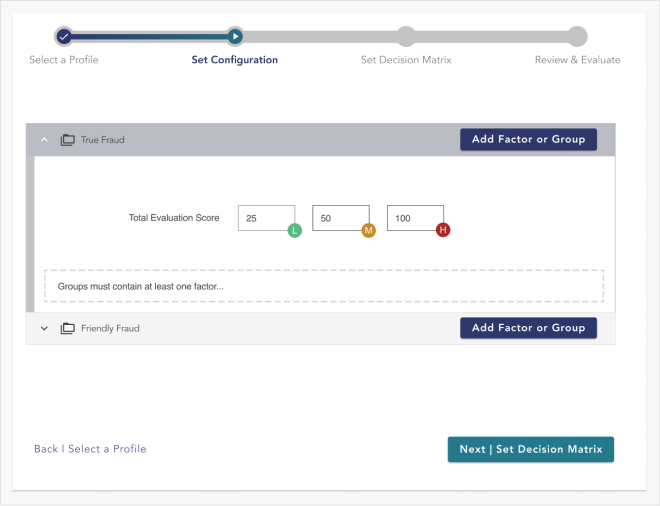 Select a Profile
Set Configuration
Set Decision Matrix
Review & Evaluate
True Fraud
Add Factor or Group
Total Evaluation Score
25
L
50
M
100
H
Groups must contain at least one factor...
Friendly Fraud
Add Factor or Group
Back | Select a Profile
Next | Set Decision Matrix